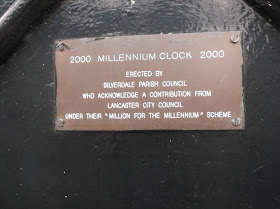 2000 MILLENNIUM CLOCK 2000
ERECTED BY
SILVERDALE PARISH COUNCIL
WHO ACKNOWLEDGE A CONTRIBUTION FROM
LANCASTER CITY COUNCIL
UNDER THEIR "MILLION FOR THE MILLENNIUM" SCHEME